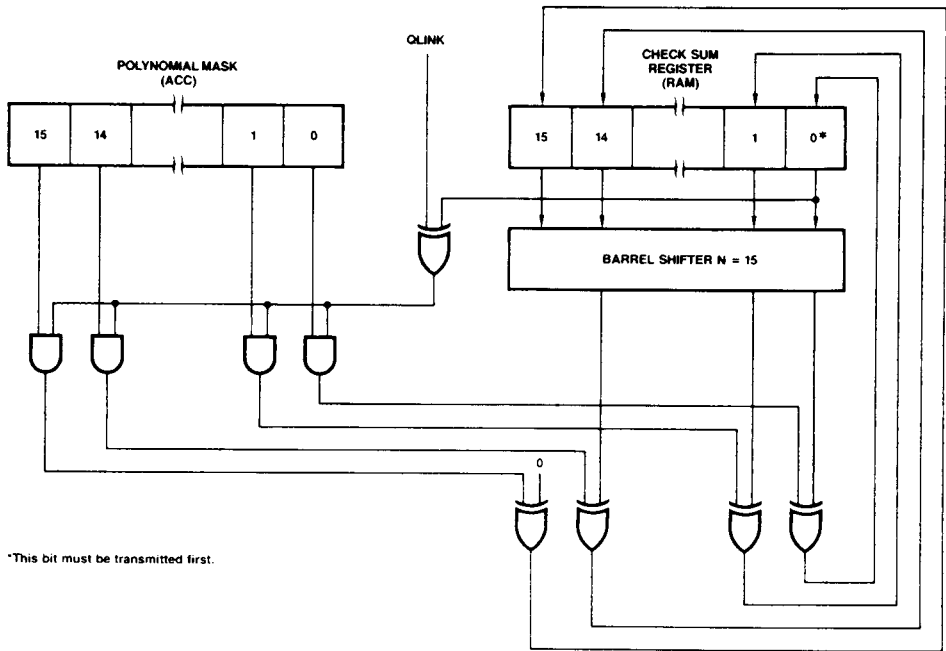 QLINK
POLYNOMIAL MASK
(ACC)
CHECK SUM
REGISTER
(RAM)
15 14 1 0
15 14 1 0*
BARREL SHIFTER N = 15
0
*This bit must be transmitted first.